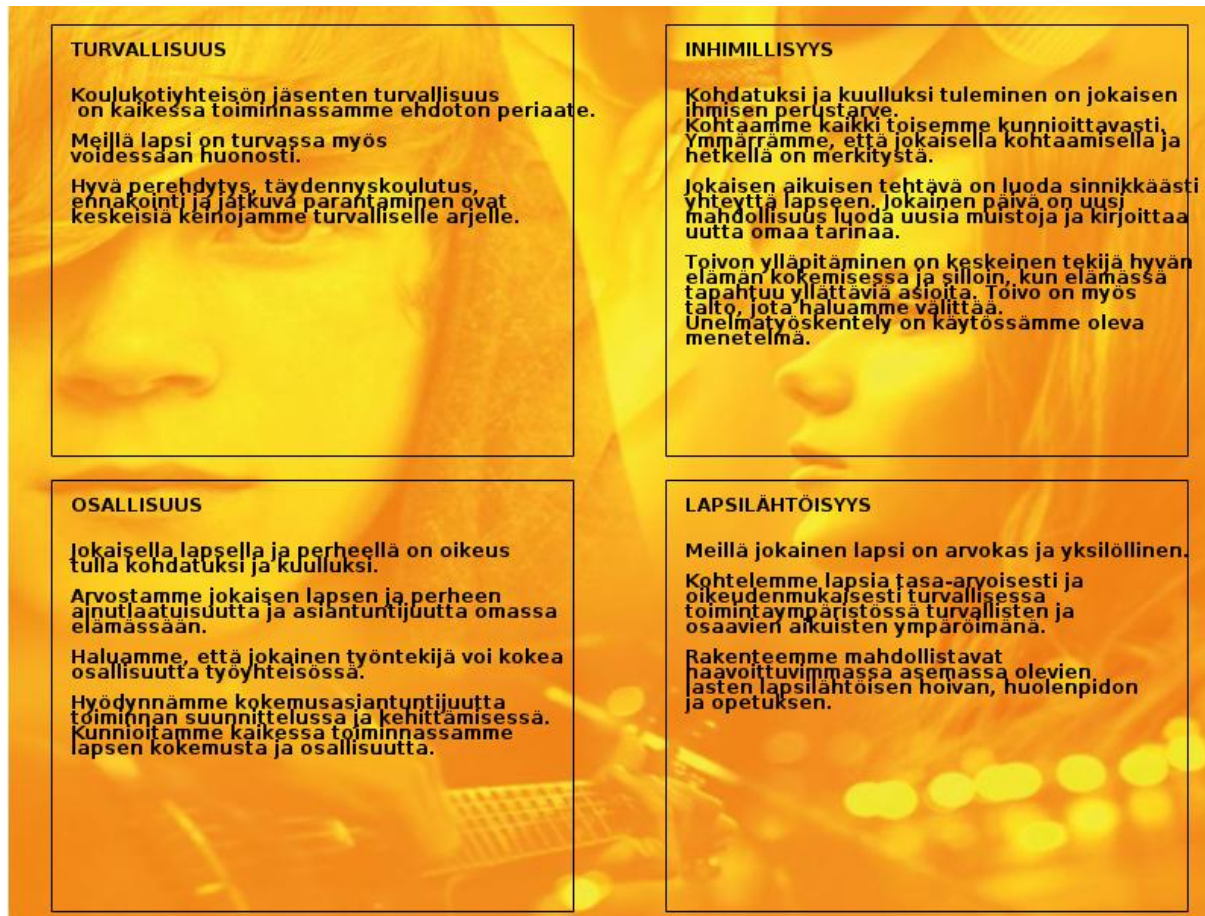 TURVALLISUUS
Koulukotiyhteisön jäsenten turvallisuus
on kaikessa toiminnassamme ehdoton periaate.
Meillä lapsi on turvassa myös
voidessaan huonosti.
Hyvä perehdytys, täydennyskoulutus,
ennakointi ja jatkuva parantaminen ovat
keskeisiä keinojamme turvalliselle arjelle.
INHIMILLISYYS
Kohdatuksi ja kuulluksi tuleminen on jokaisen
ihmisen perustarve.
Kohtaamme kaikki toisemme kunnioittavasti.
Ymmärrämme, että jokaisella kohtaamisella ja
hetkellä on merkitystä.
Jokaisen aikuisen tehtävä on luoda sinnikkäästi
yhteyttä lapseen. Jokainen päivä on uusi
mahdollisuus luoda uusia muistoja ja kirjoittaa
uutta omaa tarinaa.
Toivon ylläpitäminen on keskeinen tekijä hyvän
elämän kokemisessa ja silloin, kun elämässä
tapahtuu yllättäviä asioita. Toivo on myös
taito, jota haluamme välittää.
Unelmatyöskentely on käytössämme oleva
menetelmä.
OSALLISUUS
Jokaisella lapsella ja perheellä on oikeus
tulla kohdatuksi ja kuulluksi.
Arvostamme jokaisen lapsen ja perheen
ainutlaatuisuutta ja asiantuntijuutta omassa
elämässään.
Haluamme, että jokainen työntekijä voi kokea
osallisuutta työyhteisössä.
Hyödynnämme kokemusasiantuntijuutta
toiminnan suunnittelussa ja kehittämisessä.
Kunnioitamme kaikessa toiminnassamme
lapsen kokemusta ja osallisuutta.
LAPSILÄHTÖISYYS
Meillä jokainen lapsi on arvokas ja yksilöllinen.
Kohtelemme lapsia tasa-arvoisesti ja
oikeudenmukaisesti turvallisessa
toimintaympäristössä turvallisten ja
osaavien aikuisten ympäröimänä.
Rakenteemme mahdollistavat
haavoittuvimmassa asemassa olevien
lasten lapsilähtöisen hoivan, huolenpidon
ja opetuksen.